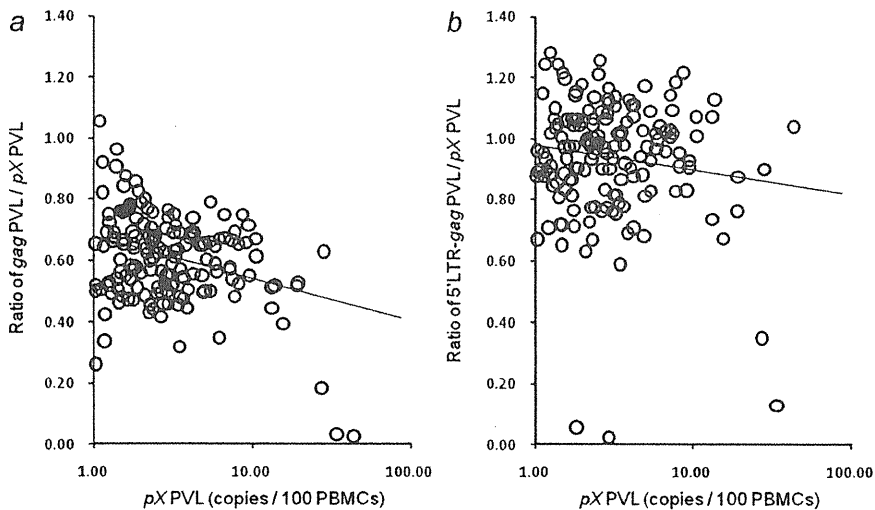 a
1.40
1.20
1.00
0.80
0.60
0.40
0.20
0.00
Ratio of gag PVL / pX PVL
1.00 10.00 100.00
pX PVL (copies / 100 PBMCs)
b
1.40
1.20
1.00
0.80
0.60
0.40
0.20
0.00
Ratio of 5'LTR-gag PVL/pX PVL
1.00 10.00 100.00
pX PVL (copies / 100 PBMCs)